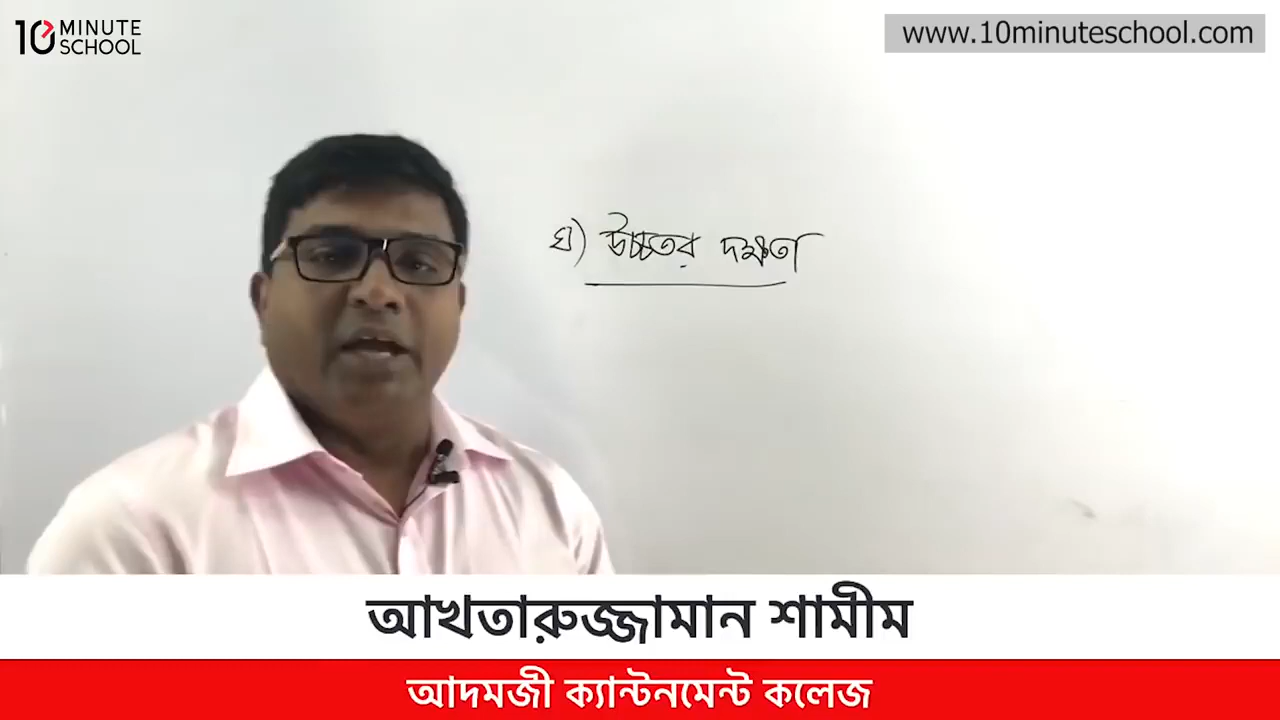 10 MINUTE SCHOOL
www.10minuteschool.com
ঘ) উচ্চতর দক্ষতা
আখতারুজ্জামান শামীম
আদমজী ক্যান্টনমেন্ট কলেজ